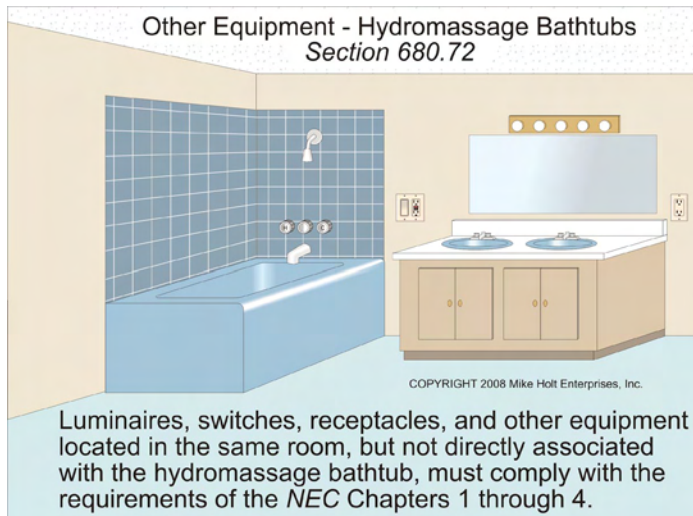 Other Equipment - Hydromassage Bathtubs
Section 680.72
H
C
COPYRIGHT 2008 Mike Holt Enterprises, Inc.
Luminaires, switches, receptacles, and other equipment
located in the same room, but not directly associated
with the hydromassage bathtub, must comply with the
requirements of the NEC Chapters 1 through 4.